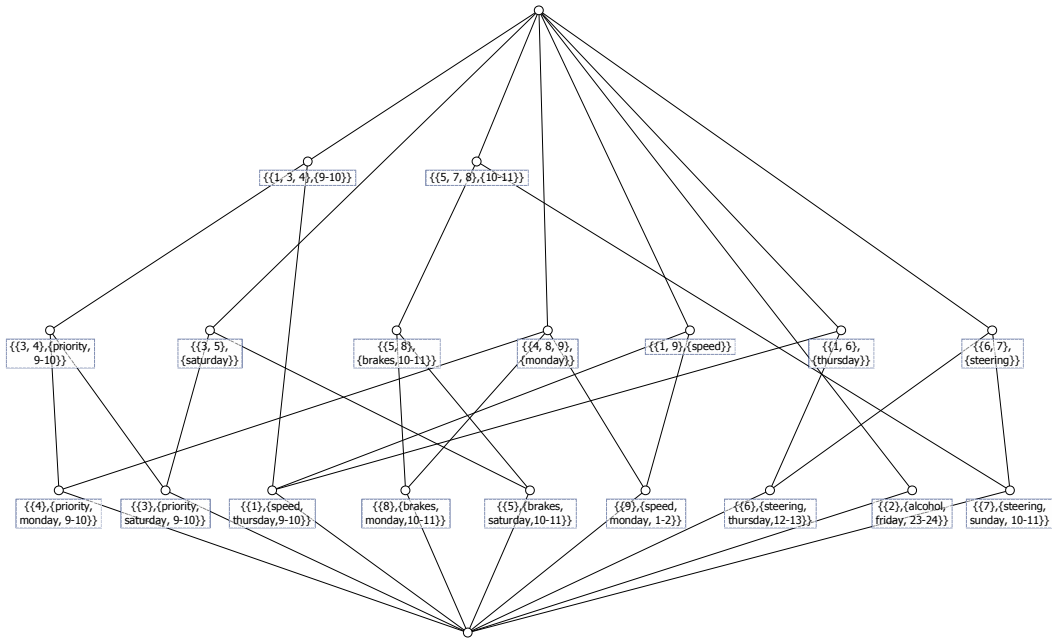 {{1, 3, 4},{9-10}}
{{5, 7, 8},{10-11}}
{{3, 4},{priority,
9-10}}
{{3, 5},
{saturday}}
{{5, 8},
{brakes,10-11}}
{{4, 8, 9},
{monday}}
{{1, 9},{speed}}
{{1, 6},
{thursday}}
{{6, 7},
{steering}}
{{4},{priority,
monday, 9-10}}
{{3},{priority,
saturday, 9-10}}
{{1},{speed,
thursday,9-10}}
{{8},{brakes,
monday,10-11}}
{{5},{brakes,
saturday,10-11}}
{{9},{speed,
monday, 1-2}}
{{6},{steering,
thursday,12-13}}
{{2},{alcohol,
friday, 23-24}}
{{7},{steering,
sunday, 10-11}}